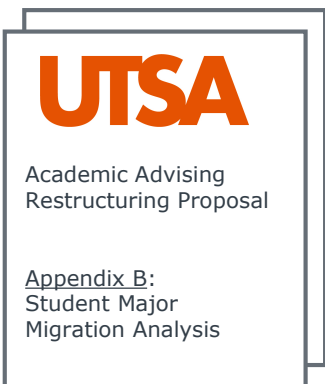 UTSA
Academic Advising
Restructuring Proposal
Appendix B:
Student Major
Migration Analysis